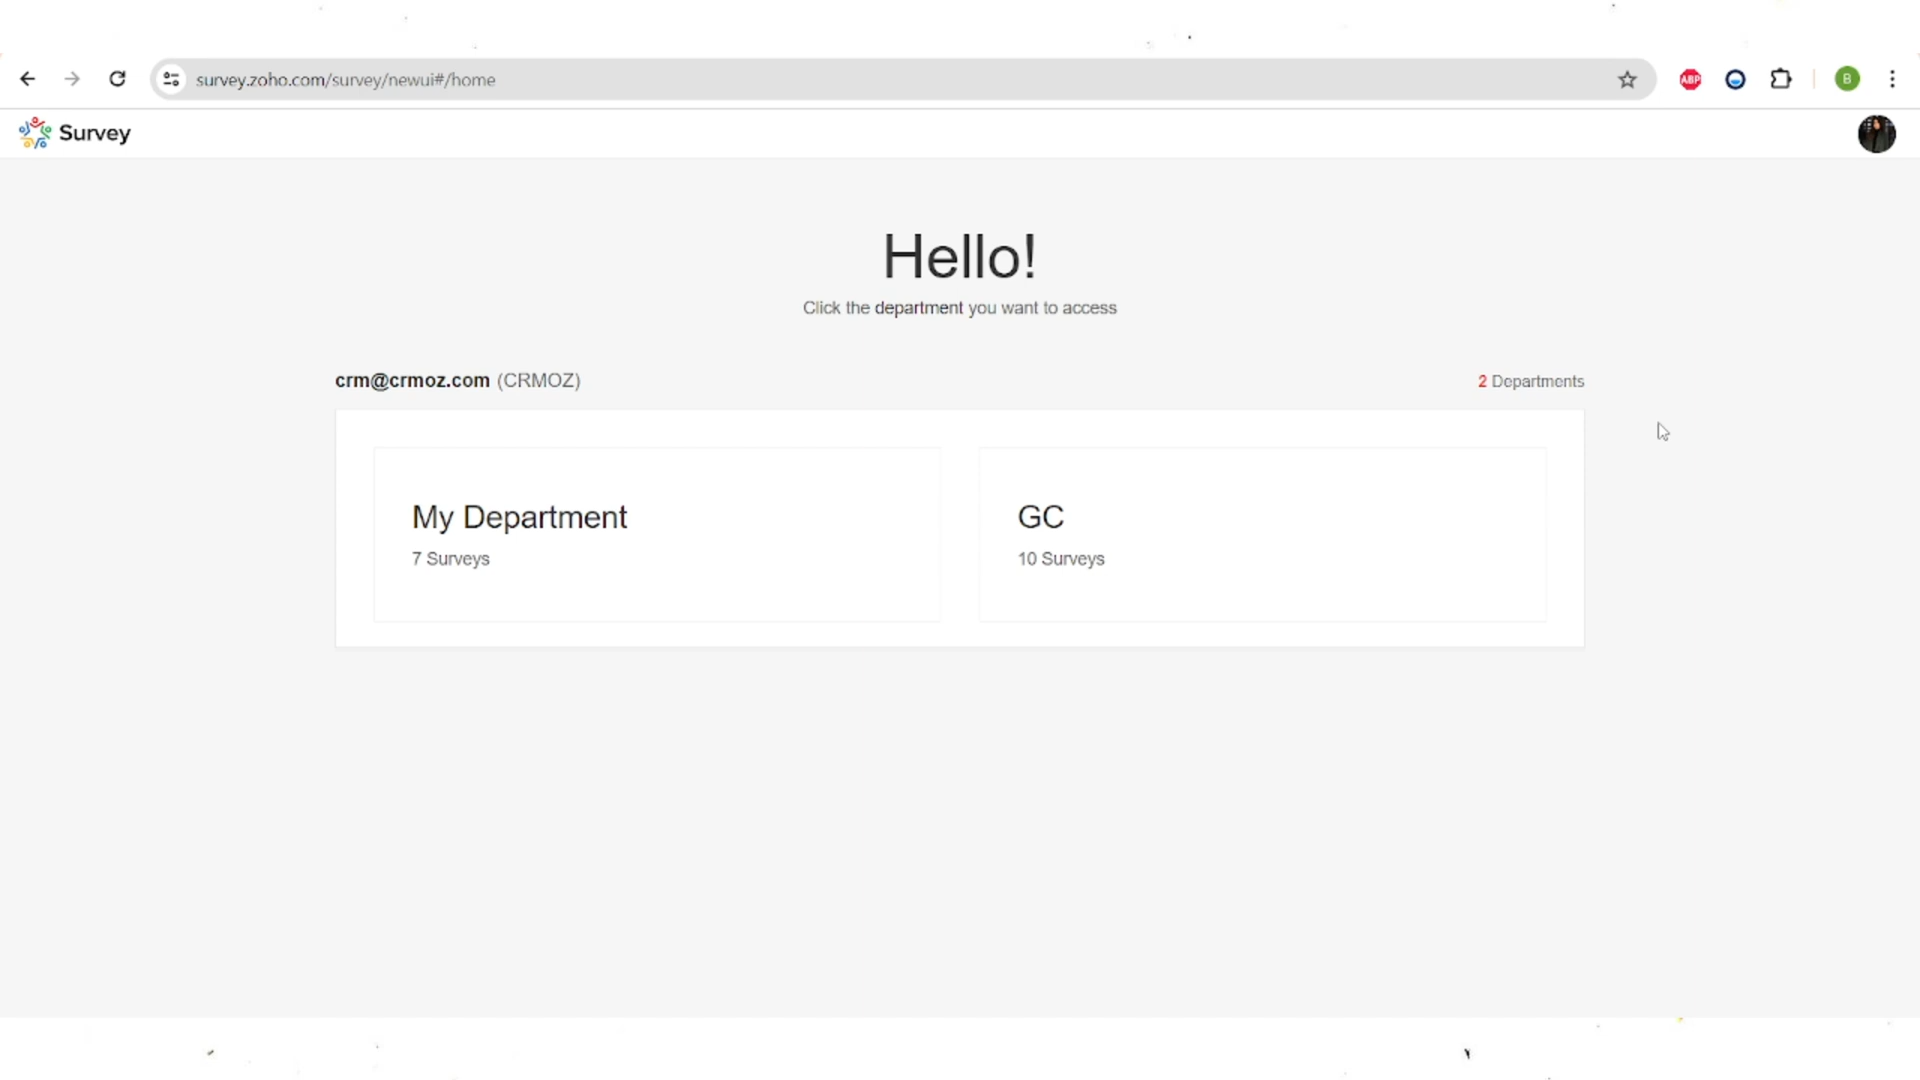 survey.zoho.com/survey/newui#/home
ABP
B
Survey
Hello!
Click the department you want to access
crm@crmoz.com (CRMOZ)
2 Departments
My Department
7 Surveys
GC
10 Surveys